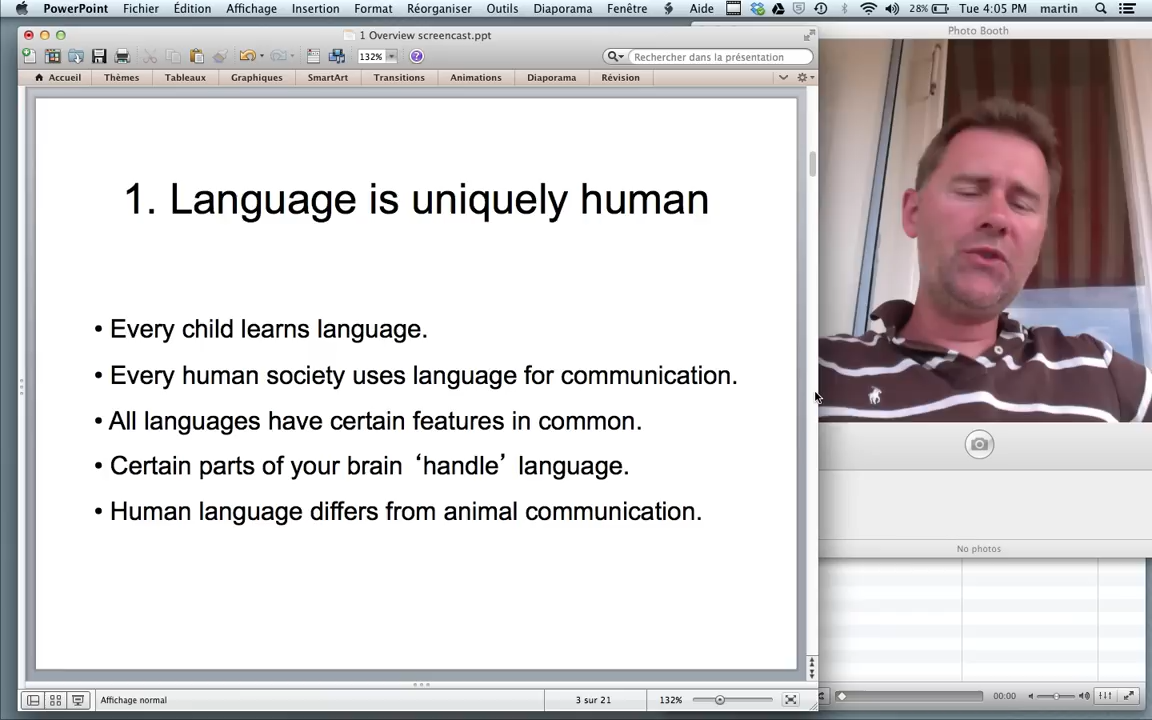 PowerPoint Fichier Édition Affichage Insertion Format Réorganiser Outils Diaporama Fenêtre Aide 28% Tue 4:05 PM martin
1 Overview screencast.ppt
Photo Booth
132% Rechercher dans la présentation
Accueil Thèmes Tableaux Graphiques SmartArt Transitions Animations Diaporama Révision
1. Language is uniquely human
• Every child learns language.
• Every human society uses language for communication.
• All languages have certain features in common.
• Certain parts of your brain ‘handle’ language.
• Human language differs from animal communication.
No photos
Affichage normal 3 sur 21 132% 00:00